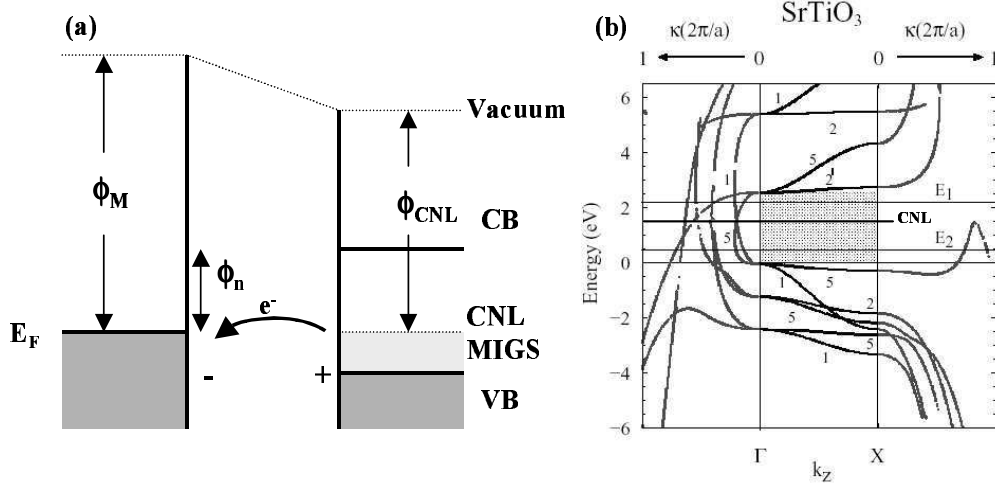 (a)
Vacuum
ϕM
ϕCNL
CB
ϕn
e-
CNL
EF
MIGS
-
+
VB
(b)
SrTiO3
κ(2π/a)
κ(2π/a)
1
0
0
1
6
4
2
0
−2
−4
−6
Energy (eV)
1
2
5
1
2
1
5
E1
CNL
E2
1
5
2
5
5
1
Γ
X
kZ